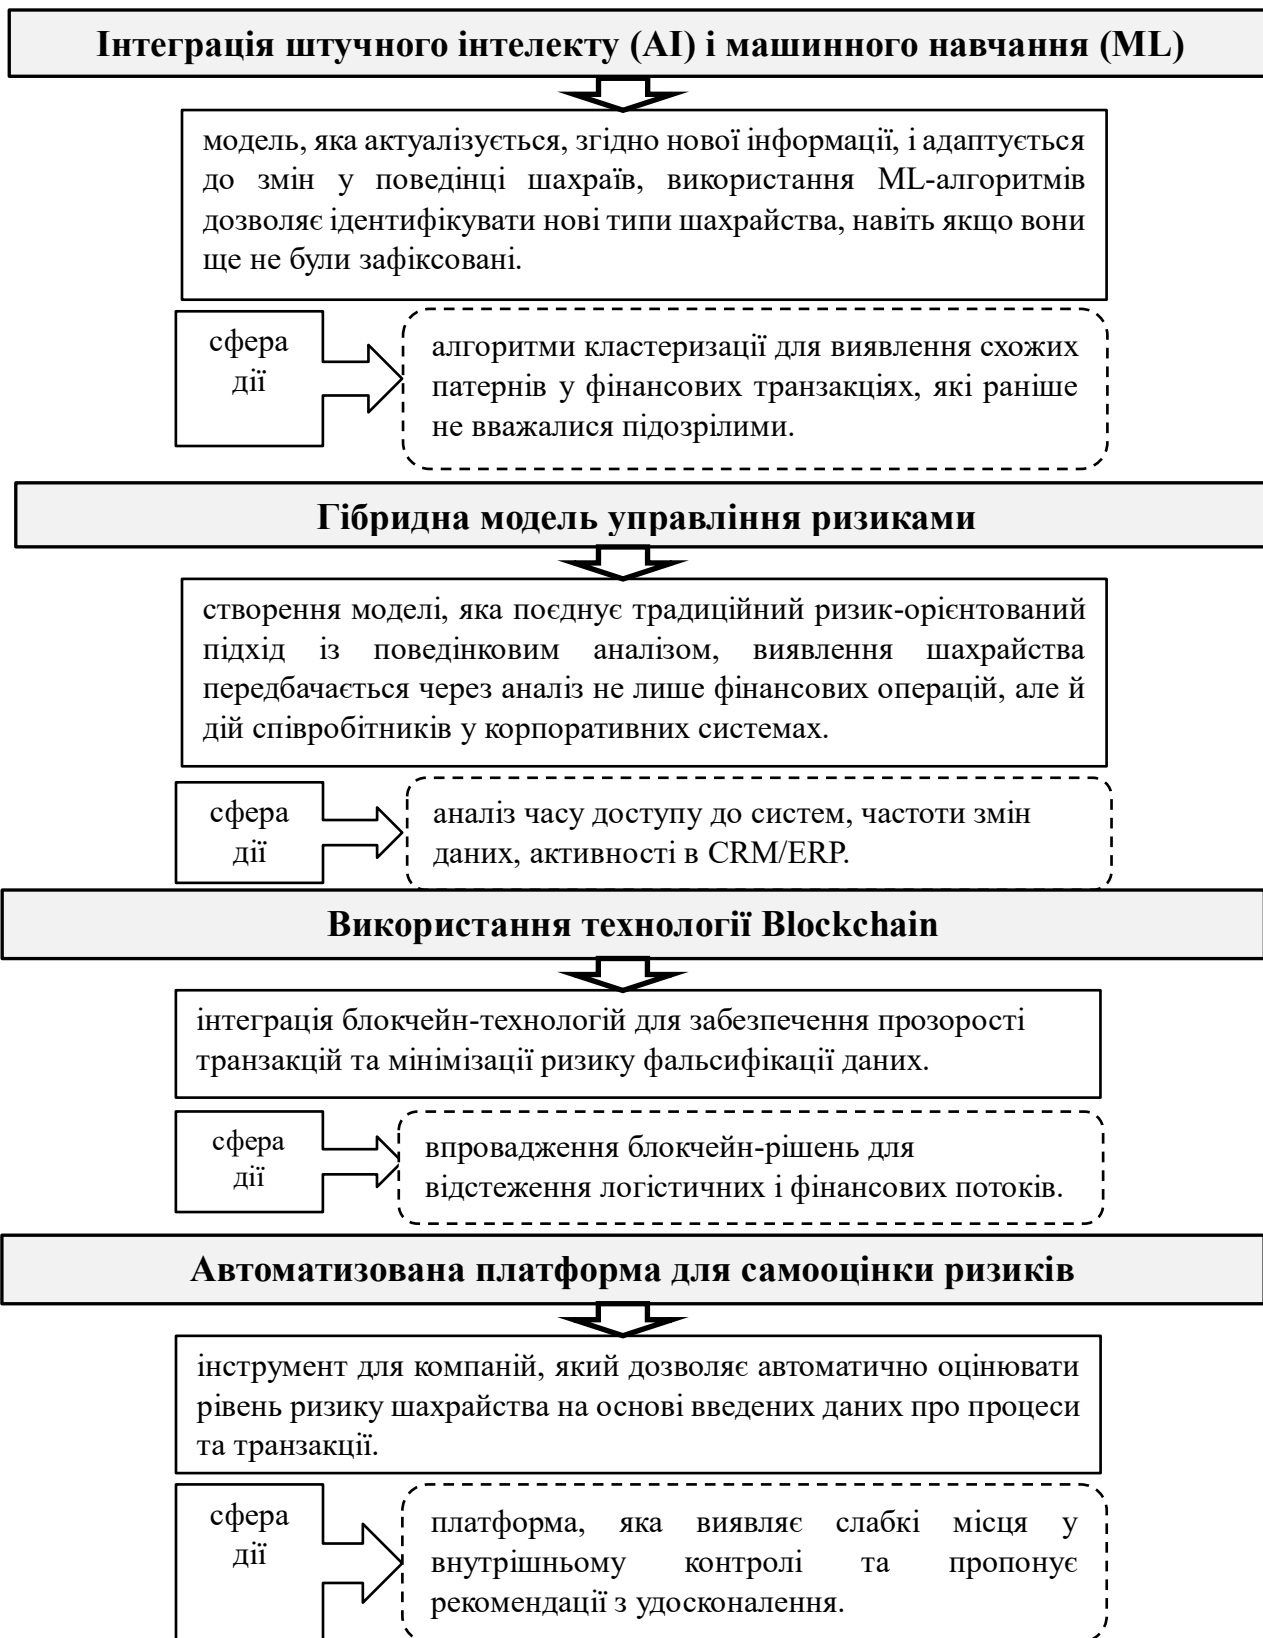 Інтеграція штучного інтелекту (AI) і машинного навчання (ML)
модель, яка актуалізується, згідно нової інформації, і адаптується
до змін у поведінці шахраїв, використання ML-алгоритмів
дозволяє ідентифікувати нові типи шахрайства, навіть якщо вони
ще не були зафіксовані.
сфера
дії
алгоритми кластеризації для виявлення схожих
патернів у фінансових транзакціях, які раніше
не вважалися підозрілими.
Гібридна модель управління ризиками
створення моделі, яка поєднує традиційний ризик-орієнтований
підхід із поведінковим аналізом, виявлення шахрайства
передбачається через аналіз не лише фінансових операцій, але й
дій співробітників у корпоративних системах.
сфера
дії
аналіз часу доступу до систем, частоти змін
даних, активності в CRM/ERP.
Використання технології Blockchain
інтеграція блокчейн-технологій для забезпечення прозорості
транзакцій та мінімізації ризику фальсифікації даних.
сфера
дії
впровадження блокчейн-рішень для
відстеження логістичних і фінансових потоків.
Автоматизована платформа для самооцінки ризиків
інструмент для компаній, який дозволяє автоматично оцінювати
рівень ризику шахрайства на основі введених даних про процеси
та транзакції.
сфера
дії
платформа, яка виявляє слабкі місця у
внутрішньому контролі та пропонує
рекомендації з удосконалення.